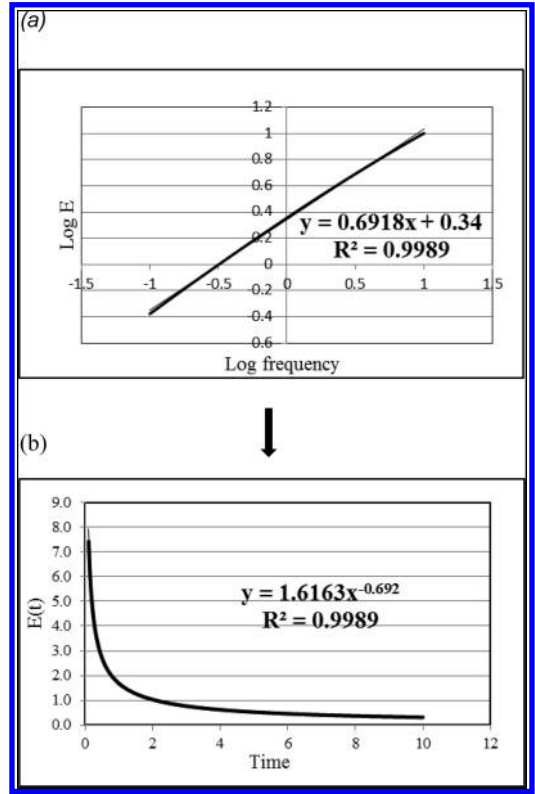 (a)
1.2
1
0.8
0.6
0.4
0.2
0
-0.2
-0.4
0.6
-1.5 -1 -0.5 0 0.5 1 1.5
Log E
y = 0.6918x + 0.34
R² = 0.9989
Log frequency
(b)
9.0
8.0
7.0
6.0
5.0
4.0
3.0
2.0
1.0
0.0
E(t)
y = 1.6163x^-0.692
R² = 0.9989
0 2 4 6 8 10 12
Time